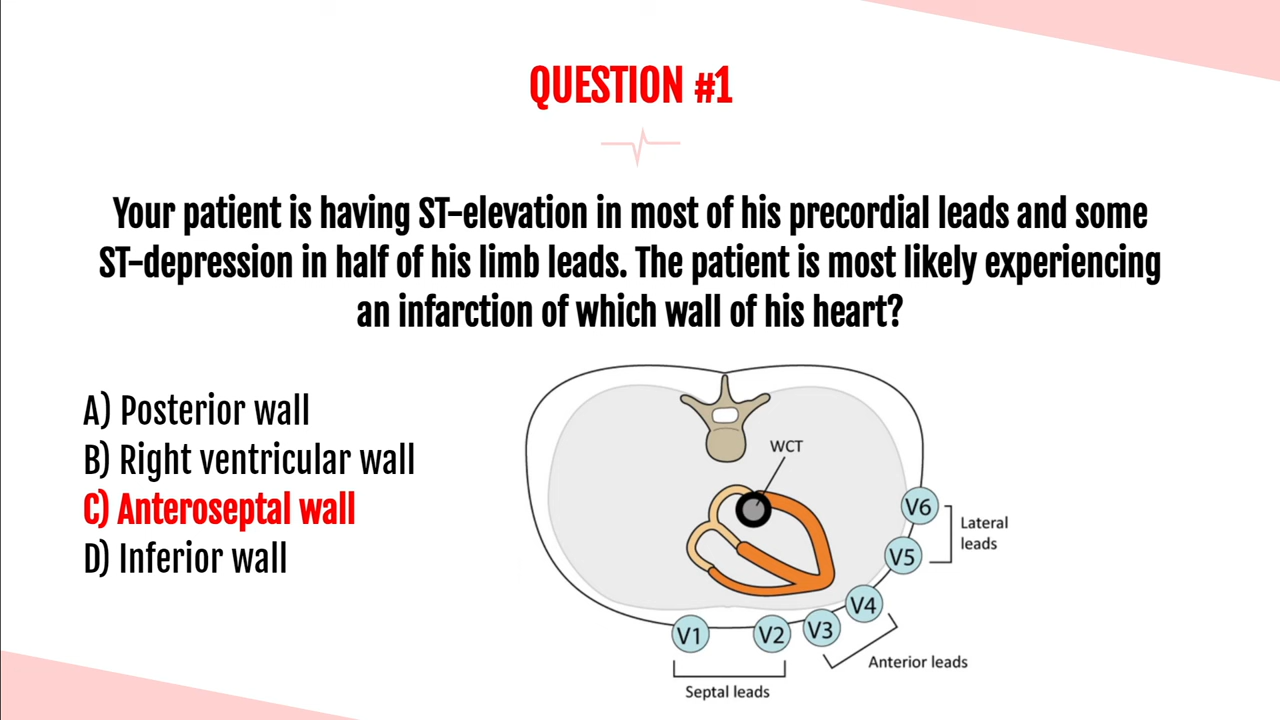 QUESTION #1
Your patient is having ST-elevation in most of his precordial leads and some
ST-depression in half of his limb leads. The patient is most likely experiencing
an infarction of which wall of his heart?
A) Posterior wall
B) Right ventricular wall
C) Anteroseptal wall
D) Inferior wall
WCT
V6
Lateral
leads
V5
V4
V3
V1
V2
Anterior leads
Septal leads